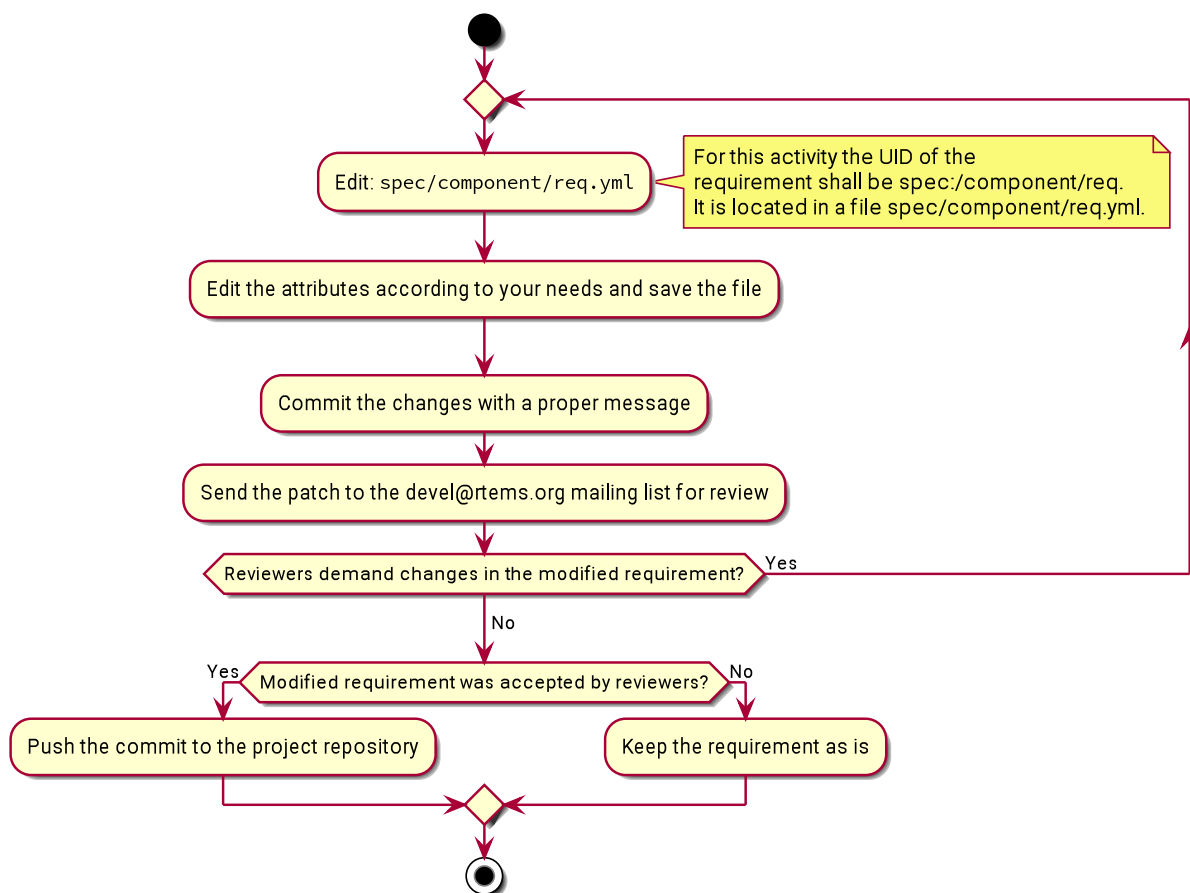 Edit: spec/component/req.yml
For this activity the UID of the
requirement shall be spec:/component/req.
It is located in a file spec/component/req.yml.
Edit the attributes according to your needs and save the file
Commit the changes with a proper message
Send the patch to the devel@rtems.org mailing list for review
Reviewers demand changes in the modified requirement?
Yes
No
Yes
Modified requirement was accepted by reviewers?
No
Push the commit to the project repository
Keep the requirement as is